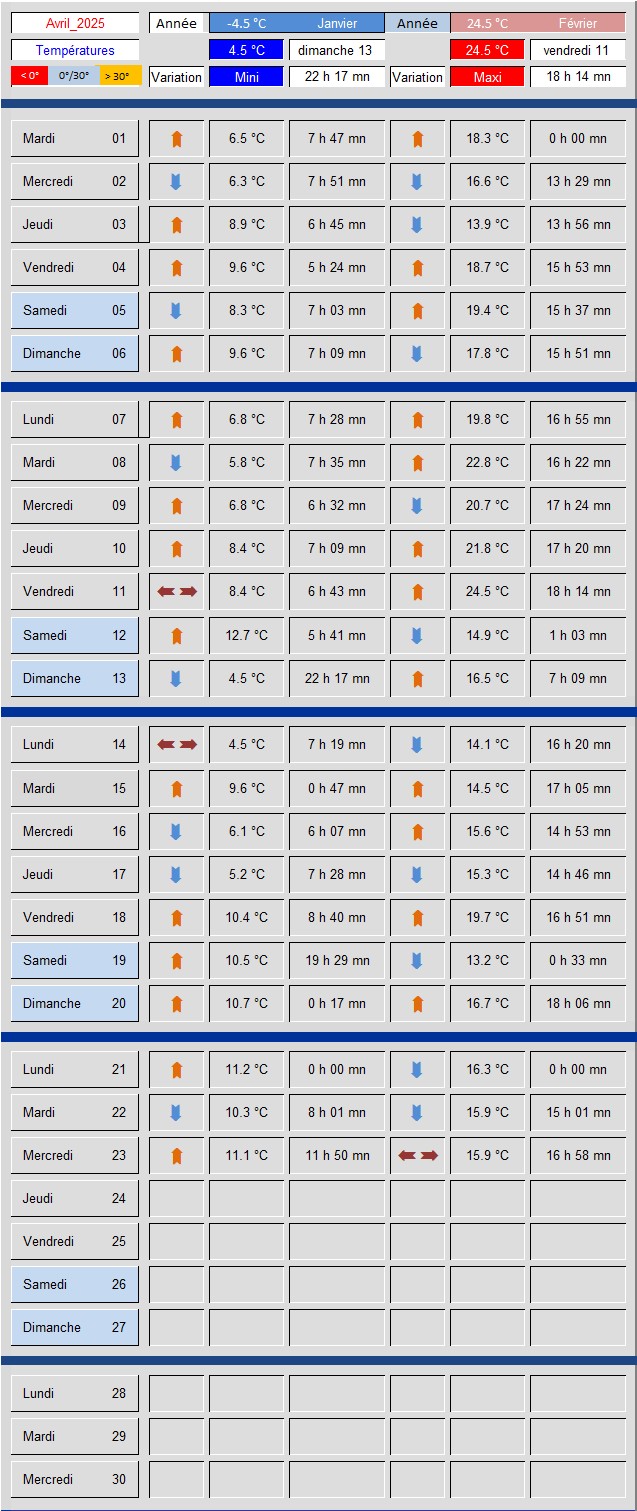 Avril_2025 Année -4.5 °C Janvier Année 24.5 °C Février
Températures 4.5 °C dimanche 13 24.5 °C vendredi 11
< 0° 0°/30° > 30° Variation Mini 22 h 17 mn Variation Maxi 18 h 14 mn
Mardi 01 6.5 °C 7 h 47 mn 18.3 °C 0 h 00 mn
Mercredi 02 6.3 °C 7 h 51 mn 16.6 °C 13 h 29 mn
Jeudi 03 8.9 °C 6 h 45 mn 13.9 °C 13 h 56 mn
Vendredi 04 9.6 °C 5 h 24 mn 18.7 °C 15 h 53 mn
Samedi 05 8.3 °C 7 h 03 mn 19.4 °C 15 h 37 mn
Dimanche 06 9.6 °C 7 h 09 mn 17.8 °C 15 h 51 mn
Lundi 07 6.8 °C 7 h 28 mn 19.8 °C 16 h 55 mn
Mardi 08 5.8 °C 7 h 35 mn 22.8 °C 16 h 22 mn
Mercredi 09 6.8 °C 6 h 32 mn 20.7 °C 17 h 24 mn
Jeudi 10 8.4 °C 7 h 09 mn 21.8 °C 17 h 20 mn
Vendredi 11 8.4 °C 6 h 43 mn 24.5 °C 18 h 14 mn
Samedi 12 12.7 °C 5 h 41 mn 14.9 °C 1 h 03 mn
Dimanche 13 4.5 °C 22 h 17 mn 16.5 °C 7 h 09 mn
Lundi 14 4.5 °C 7 h 19 mn 14.1 °C 16 h 20 mn
Mardi 15 9.6 °C 0 h 47 mn 14.5 °C 17 h 05 mn
Mercredi 16 6.1 °C 6 h 07 mn 15.6 °C 14 h 53 mn
Jeudi 17 5.2 °C 7 h 28 mn 15.3 °C 14 h 46 mn
Vendredi 18 10.4 °C 8 h 40 mn 19.7 °C 16 h 51 mn
Samedi 19 10.5 °C 19 h 29 mn 13.2 °C 0 h 33 mn
Dimanche 20 10.7 °C 0 h 17 mn 16.7 °C 18 h 06 mn
Lundi 21 11.2 °C 0 h 00 mn 16.3 °C 0 h 00 mn
Mardi 22 10.3 °C 8 h 01 mn 15.9 °C 15 h 01 mn
Mercredi 23 11.1 °C 11 h 50 mn 15.9 °C 16 h 58 mn
Jeudi 24
Vendredi 25
Samedi 26
Dimanche 27
Lundi 28
Mardi 29
Mercredi 30